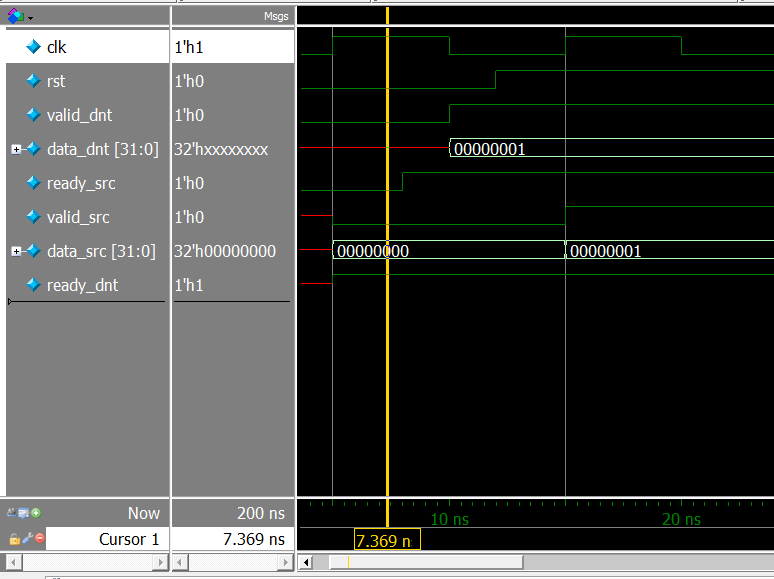 Msgs
clk 1'h1
rst 1'h0
valid_dnt 1'h0
data_dnt [31:0] 32'hxxxxxxxx 00000001
ready_src 1'h0
valid_src 1'h0
data_src [31:0] 32'h00000000 00000000 00000001
ready_dnt 1'h1
Now 200 ns 10 ns 20 ns
Cursor 1 7.369 ns 7.369 n